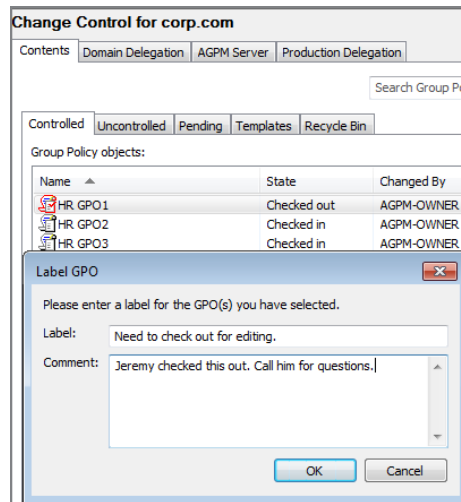 Change Control for corp.com
Contents Domain Delegation AGPM Server Production Delegation
Search Group P
Controlled Uncontrolled Pending Templates Recycle Bin
Group Policy objects:
Name State Changed By
HR GPO1 Checked out AGPM-OWNER
HR GPO2 Checked in AGPM-OWNER
HR GPO3 Checked in AGPM-OWNER
Label GPO
Please enter a label for the GPO(s) you have selected.
Label: Need to check out for editing.
Comment: Jeremy checked this out. Call him for questions.
OK Cancel